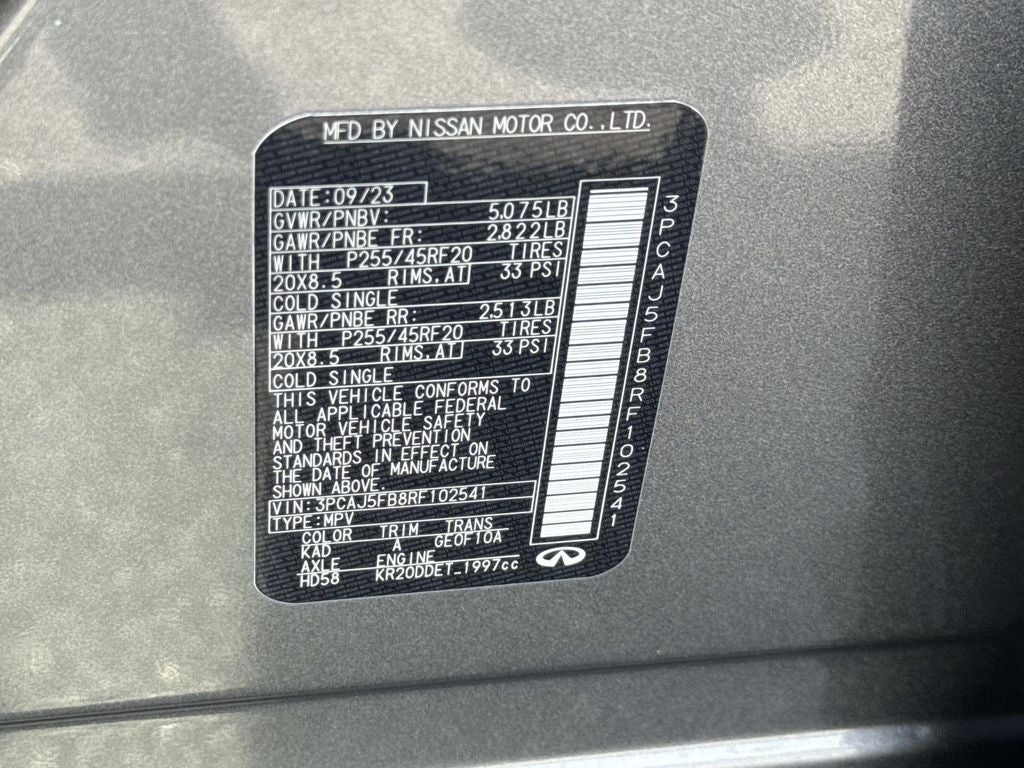 MFD BY NISSAN MOTOR CO.,LTD.
DATE:09/23
GVWR/PNBV: 5.075LB
GAWR/PNBE FR: 2.822LB
WITH P255/45RF20 TIRES
20X8.5 RIMS.AT 33 PSI
COLD SINGLE
GAWR/PNBE RR: 2.513LB
WITH P255/45RF20 TIRES
20X8.5 RIMS.AT 33 PSI
COLD SINGLE
THIS VEHICLE CONFORMS TO
ALL APPLICABLE FEDERAL
MOTOR VEHICLE SAFETY
AND THEFT PREVENTION
STANDARDS IN EFFECT ON
THE DATE OF MANUFACTURE
SHOWN ABOVE.
VIN:3PCAJ5FB8RF102541
TYPE:MPV
COLOR TRIM TRANS
KAD A GE0F10A
AXLE ENGINE
HD58 KR20DDET_1997cc
3PCAJ5FB8RF102541